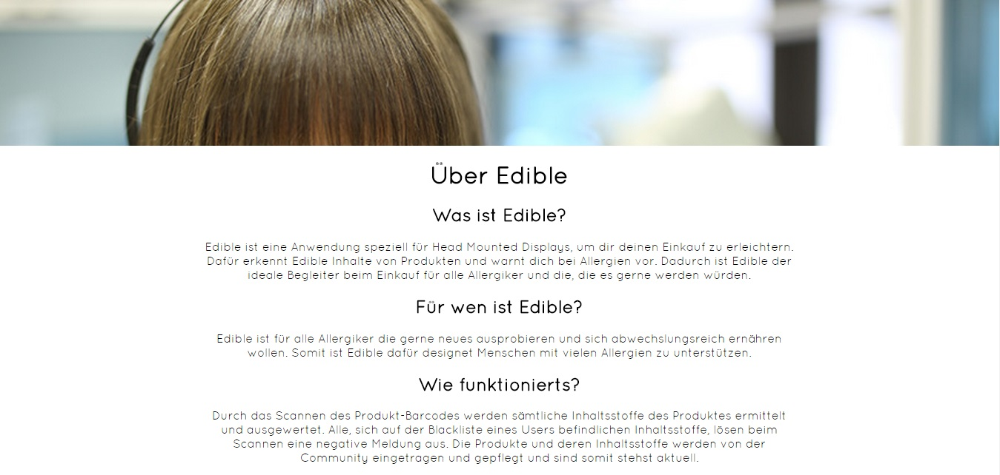 Über Edible
Was ist Edible?
Edible ist eine Anwendung speziell für Head Mounted Displays, um dir deinen Einkauf zu erleichtern.
Dafür erkennt Edible Inhalte von Produkten und warnt dich bei Allergien vor. Dadurch ist Edible der
ideale Begleiter beim Einkauf für alle Allergiker und die, die es gerne werden würden.
Für wen ist Edible?
Edible ist für alle Allergiker die gerne neues ausprobieren und sich abwechslungsreich ernähren
wollen. Somit ist Edible dafür designet Menschen mit vielen Allergien zu unterstützen.
Wie funktionierts?
Durch das Scannen des Produkt-Barcodes werden sämtliche Inhaltsstoffe des Produktes ermittelt
und ausgewertet. Alle, sich auf der Blackliste eines Users befindlichen Inhaltsstoffe, lösen beim
Scannen eine negative Meldung aus. Die Produkte und deren Inhaltsstoffe werden von der
Community eingetragen und gepflegt und sind somit stehst aktuell.